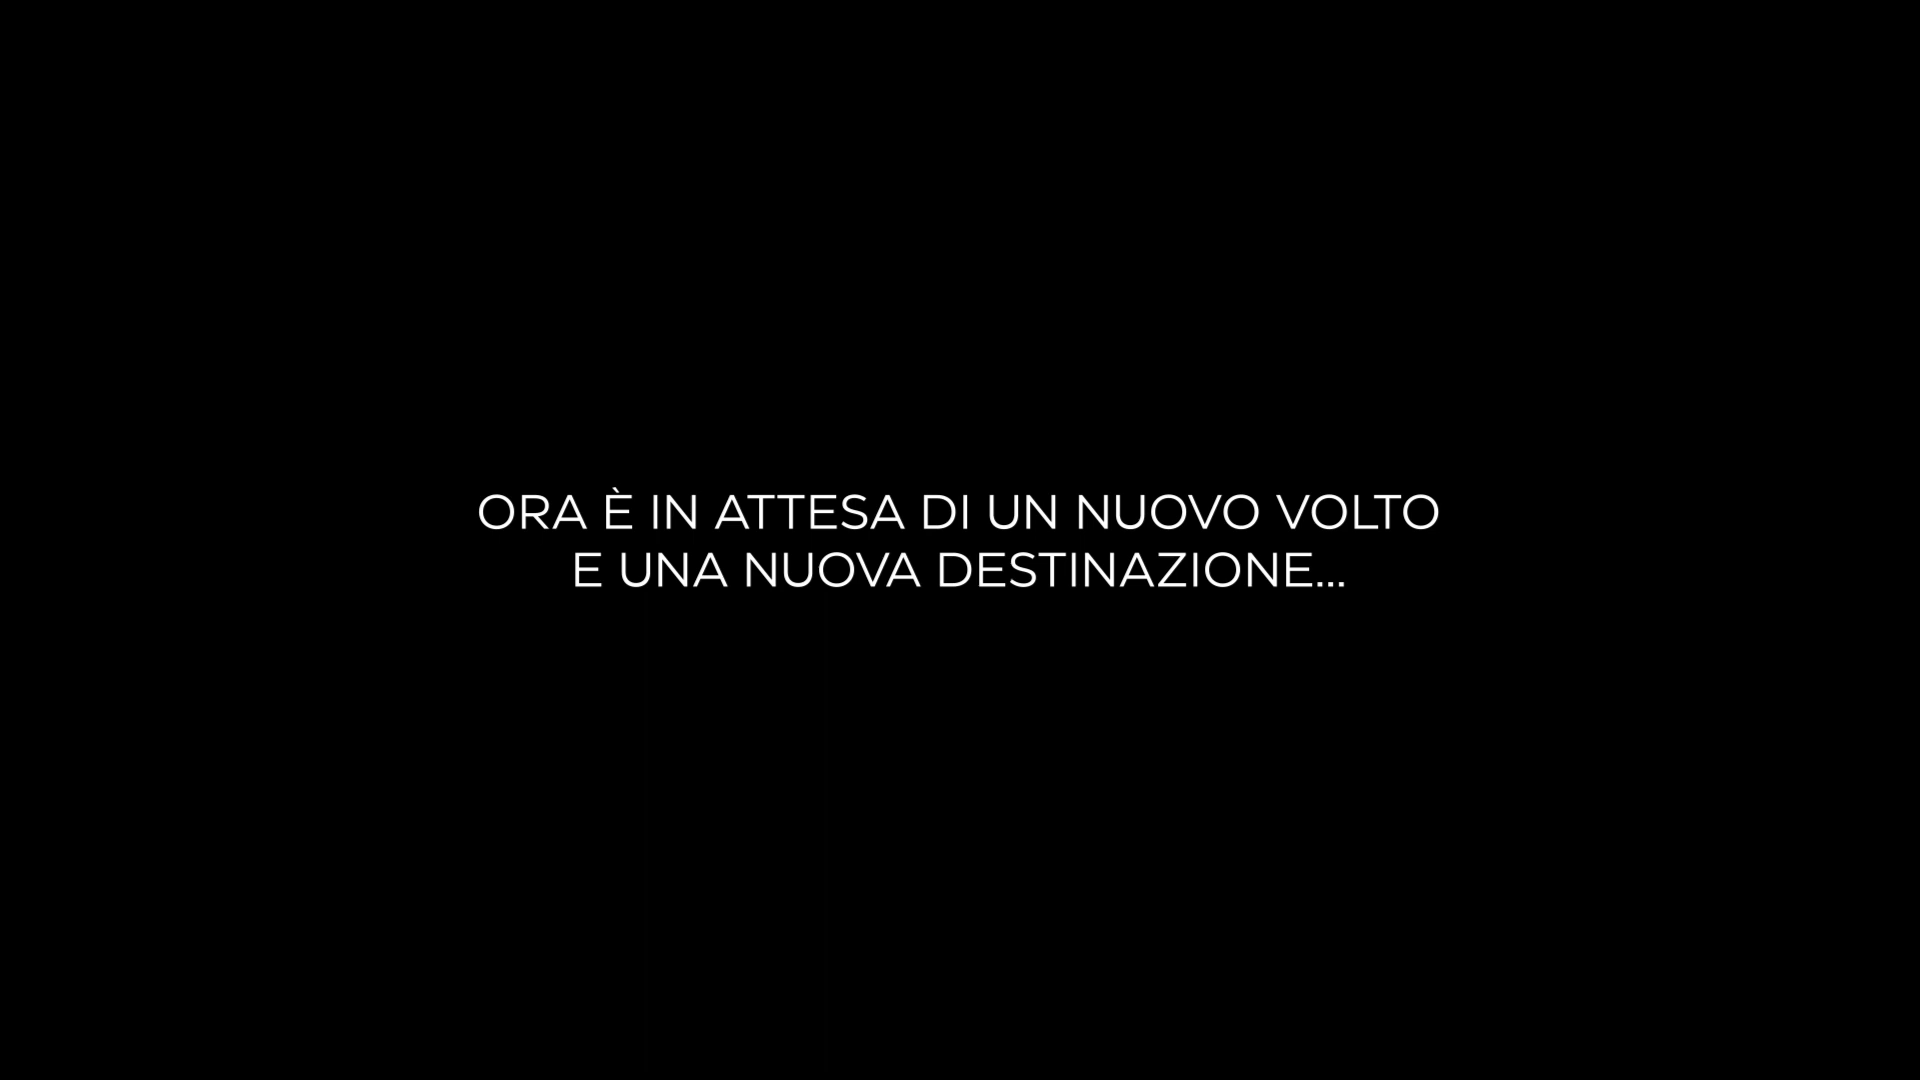 ORA È IN ATTESA DI UN NUOVO VOLTO
E UNA NUOVA DESTINAZIONE...